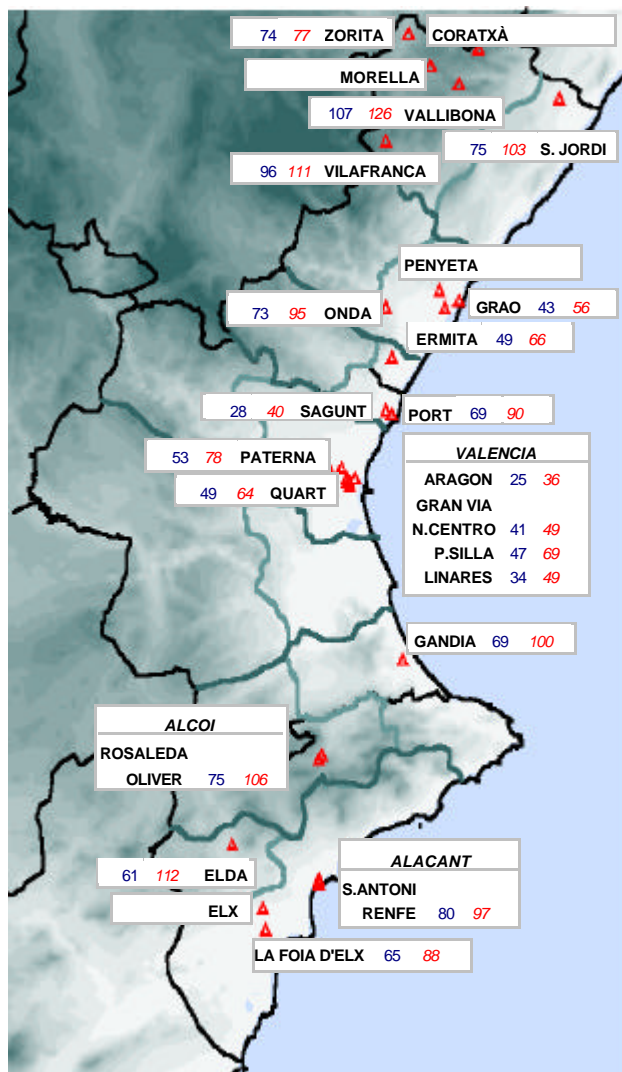 74 77 ZORITA
CORATXÀ
MORELLA
107 126 VALLIBONA
75 103 S. JORDI
96 111 VILAFRANCA
PENYETA
73 95 ONDA
GRAO 43 56
ERMITA 49 66
28 40 SAGUNT
PORT 69 90
53 78 PATERNA
49 64 QUART
VALENCIA
ARAGON 25 36
GRAN VIA
N.CENTRO 41 49
P.SILLA 47 69
LINARES 34 49
GANDIA 69 100
ALCOI
ROSALEDA
OLIVER 75 106
61 112 ELDA
ELX
ALACANT
S.ANTONI
RENFE 80 97
LA FOIA D'ELX 65 88